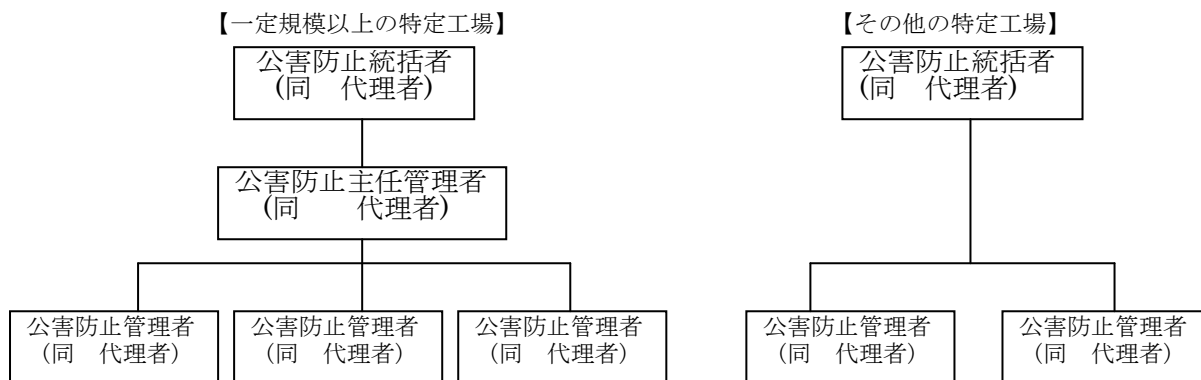 【一定規模以上の特定工場】
公害防止統括者
(同　代理者)
公害防止主任管理者
(同　　代理者)
公害防止管理者
(同　代理者)
公害防止管理者
(同　代理者)
公害防止管理者
(同　代理者)
【その他の特定工場】
公害防止統括者
(同　代理者)
公害防止管理者
(同　代理者)
公害防止管理者
(同　代理者)